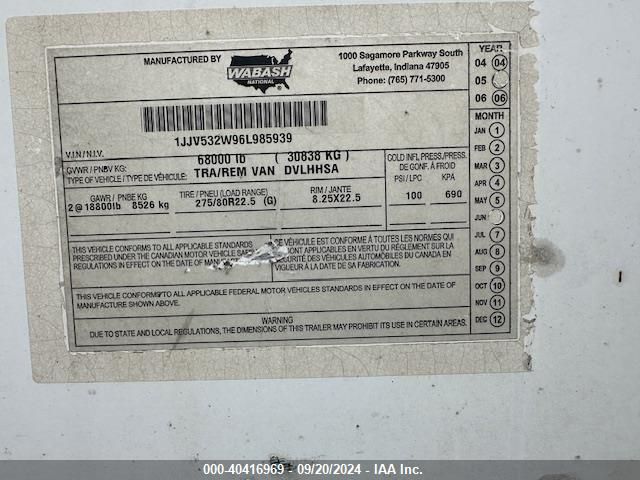 MANUFACTURED BY
WABASH
NATIONAL
1000 Sagamore Parkway South
Lafayette, Indiana 47905
Phone: (765) 771-5300
1JJV532W96L985939
V.I.N/N.I.V.
GVWR / PNBV KG: 68000 lb ( 30838 KG )
TYPE OF VEHICLE / TYPE DE VÉHICULE: TRA/REM VAN DVLHHSA
COLD INFL. PRESS./PRESS.
DE GONF. À FROID
PSI/LPC KPA
100 690
GAWR / PNBE KG
2@18800lb 8526 kg
TIRE / PNEU (LOAD RANGE)
275/80R22.5 (G)
RIM / JANTE
8.25X22.5
THIS VEHICLE CONFORMS TO ALL APPLICABLE STANDARDS
PRESCRIBED UNDER THE CANADIAN MOTOR VEHICLE
REGULATIONS IN EFFECT ON THE DATE OF
CE VÉHICULE EST CONFORME À TOUTES LES NORMES QUI
APPLICABLES EN VERTU DU RÉGLEMENT SUR LA
SÉCURITÉ DES VÉHICULES AUTOMOBILES DU CANADA EN
VIGUEUR À LA DATE DE SA FABRICATION.
THIS VEHICLE CONFORMS TO ALL APPLICABLE FEDERAL MOTOR VEHICLES STANDARDS IN EFFECT ON THE DATE OF
MANUFACTURE SHOWN ABOVE.
WARNING
DUE TO STATE AND LOCAL REGULATIONS, THE DIMENSIONS OF THIS TRAILER MAY PROHIBIT ITS USE IN CERTAIN AREAS.
YEAR
04 04
05
06 06
MONTH
JAN 1
FEB 2
MAR 3
APR 4
MAY 5
JUN
JUL 7
AUG 8
SEP 9
OCT 10
NOV 11
DEC 12
000-40416969 - 09/20/2024 - IAA Inc.